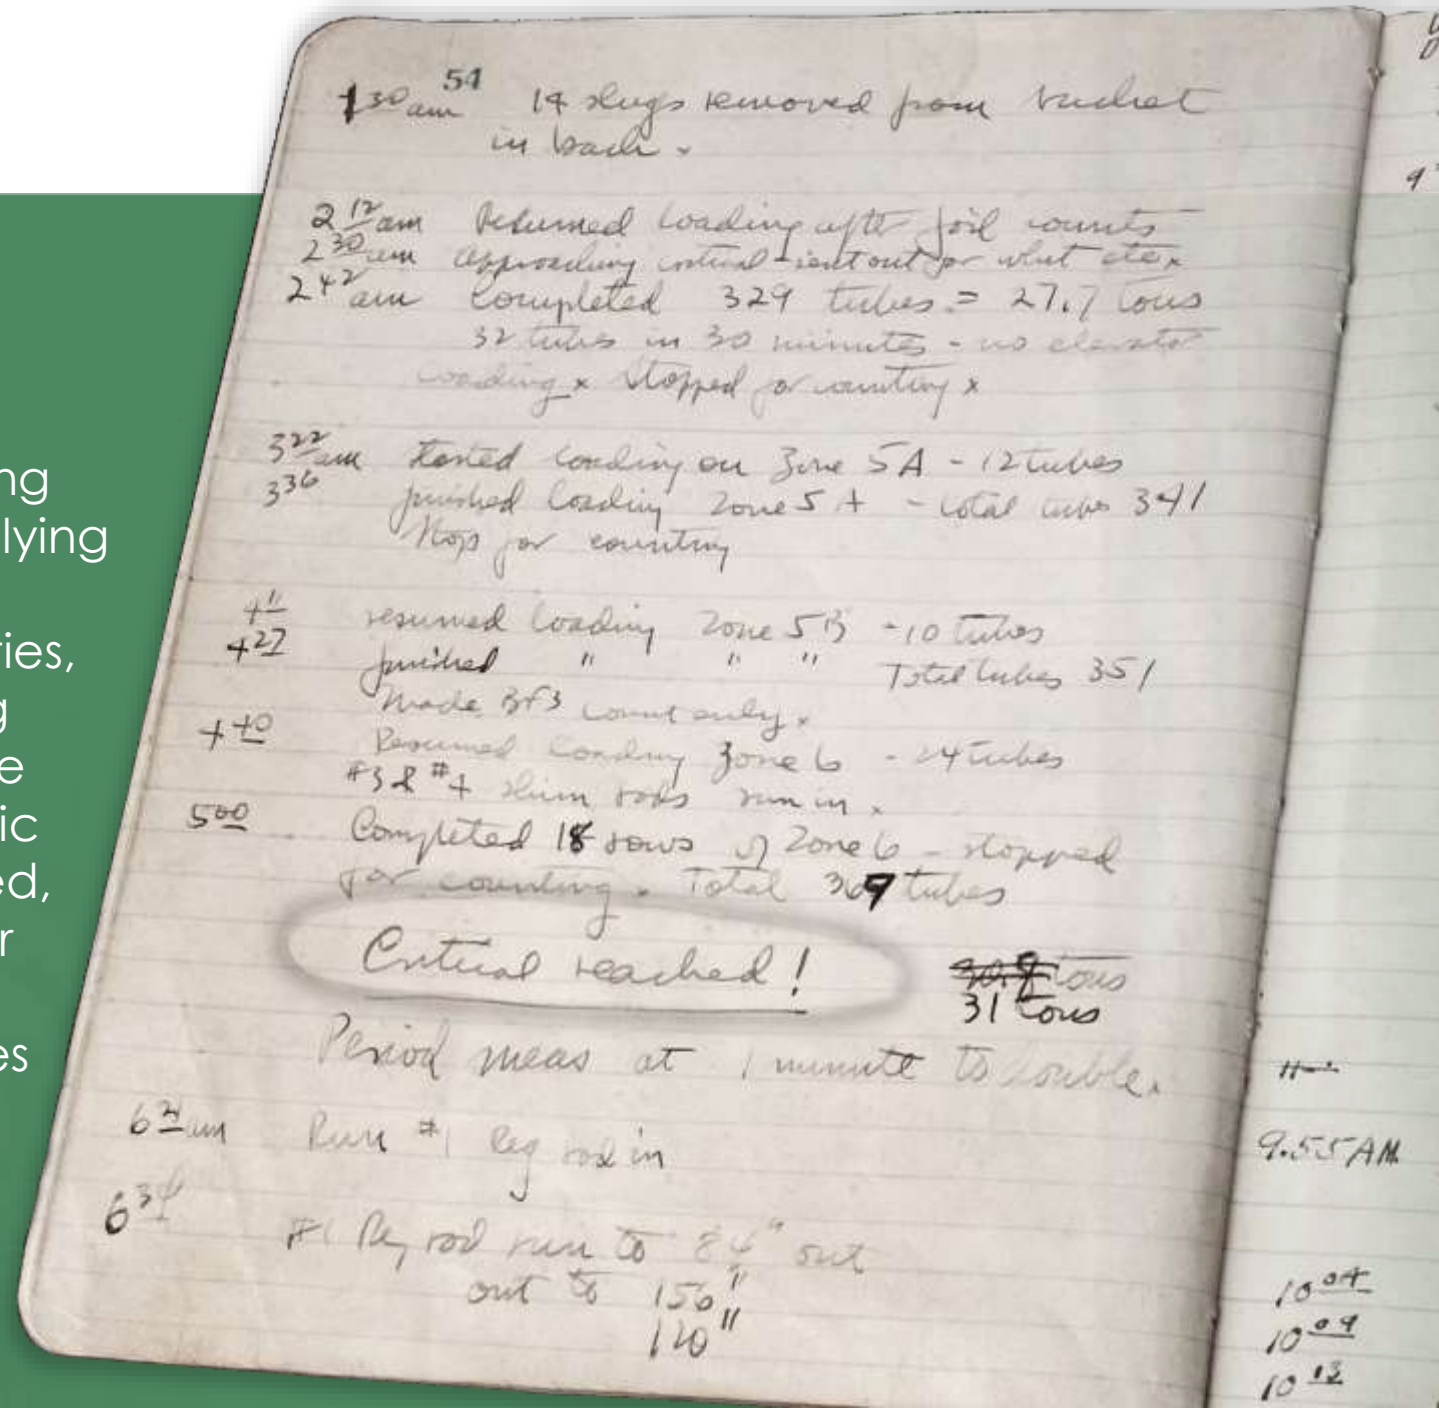 ng
lying
ries,
g
e
ic
ed,
r
es
51
1 30 am 14 slugs removed from bucket
in back.
2 12 am Resumed loading after foil counts
2 30 am Approaching critical - sent out for
2 42 am Completed 329 tubes = 27.7 tons
32 tubes in 30 minutes - no elevator
loading x Stopped for counting x
3 22 am Started loading on Zone 5A - 12 tubes
3 36 finished loading Zone 5A - total tubes 341
Stop for counting
4 11 resumed loading Zone 5B - 10 tubes
4 27 finished " " " Total tubes 351
Made BF3 count only x
4 40 Resumed loading Zone 6 - 24 tubes
#3 & #4 shim rods run in x
5 00 Completed 18 rows of Zone 6 - stopped
for counting. Total 369 tubes
Critical reached! tons
31 tons
Period meas at 1 minute to double.
6 am Run #1 Reg rod in
6 34 #1 Reg rod run to 84" out
out to 150"
120"
9.55 AM
10 04
10 09
10 13